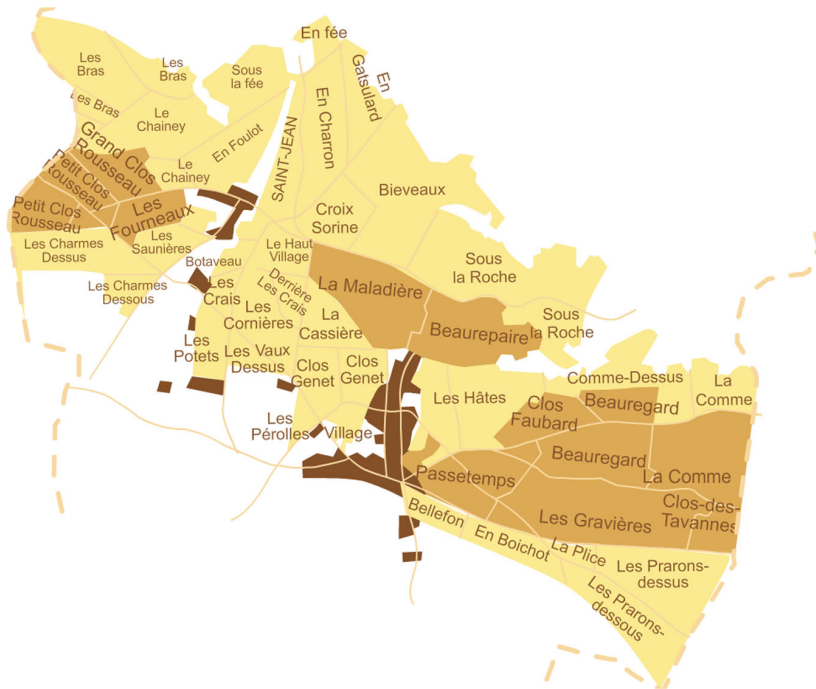 En fée
Les
Bras
Les
Bras
Sous
la fée
En
Gatsulard
Les Bras
Le
Chainey
En Charron
SAINT-JEAN
Grand Clos
Rousseau
En Foulot
Petit Clos
Rousseau
Le
Chainey
Bieveaux
Petit Clos
Rousseau
Les
Fourneaux
Croix
Sorine
Les Charmes
Dessus
Les
Saunières
Le Haut
Village
Sous
la Roche
Botaveau
Les Charmes
Dessous
Les
Crais
Derrière
Les Crais
La Maladière
Les
Cornières
La
Cassière
Beaurepaire
Sous
la Roche
Les
Potets
Les Vaux
Dessus
Clos
Genet
Clos
Genet
Comme-Dessus
La
Comme
Les Hâtes
Clos
Faubard
Beauregard
Les
Pérolles
Village
Beauregard
La Comme
Passetemps
Clos-des-
Tavannes
Les Gravières
Bellefon
En Boichot
La Plice
Les Prarons-
dessus
Les Prarons-
dessous